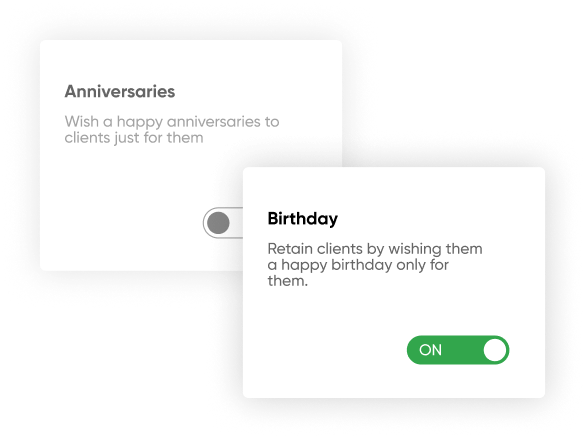 Anniversaries
Wish a happy anniversaries to
clients just for them
Birthday
Retain clients by wishing them
a happy birthday only for
them.
ON